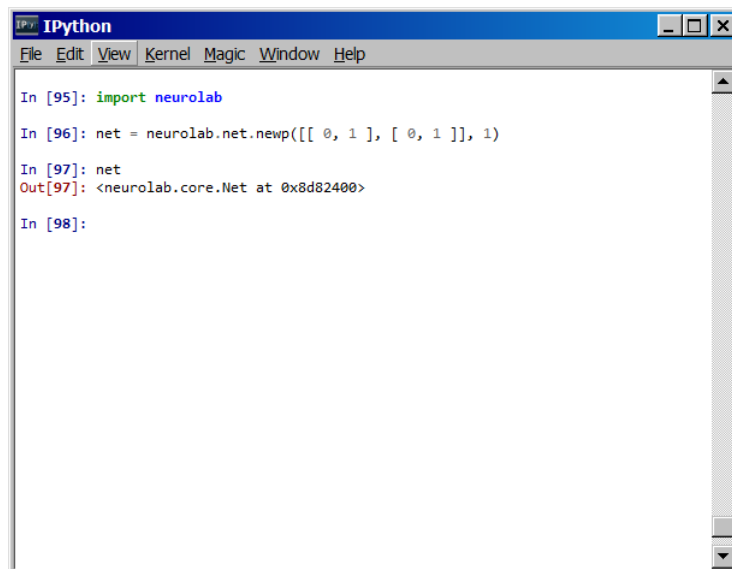 IPython
File Edit View Kernel Magic Window Help
In [95]: import neurolab
In [96]: net = neurolab.net.newp([[ 0, 1 ], [ 0, 1 ]], 1)
In [97]: net
Out[97]: <neurolab.core.Net at 0x8d82400>
In [98]: